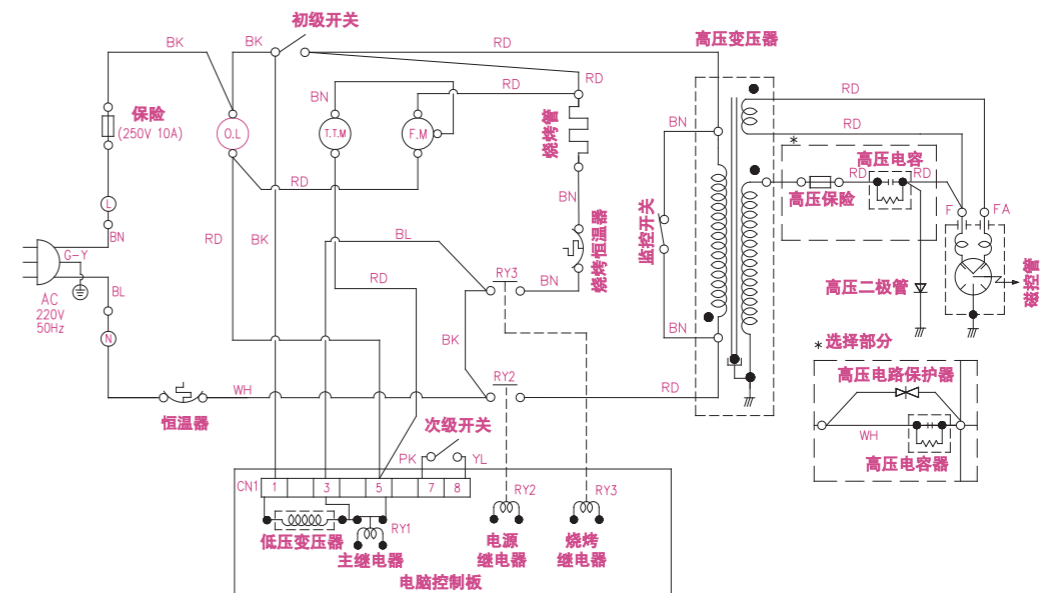 初级开关
BK
BK
RD
高压变压器
RD
RD
BN
RD
保险
(250V 10A)
O.L
T.T.M
F.M
烧烤管
BN
RD
*
高压电容
RD
RD
高压保险
RD
BN
L
BN
G-Y
RD
BK
BL
烧烤恒温器
监控开关
F
FA
AC
220V
50Hz
BL
RD
RY3
BN
高压二极管
磁控管
N
BK
BN
*选择部分
WH
RY2
RD
高压电路保护器
恒温器
次级开关
WH
PK
YL
高压电容器
CN1
1
3
5
7
8
RY2
RY3
RY1
低压变压器
主继电器
电源
继电器
烧烤
继电器
电脑控制板